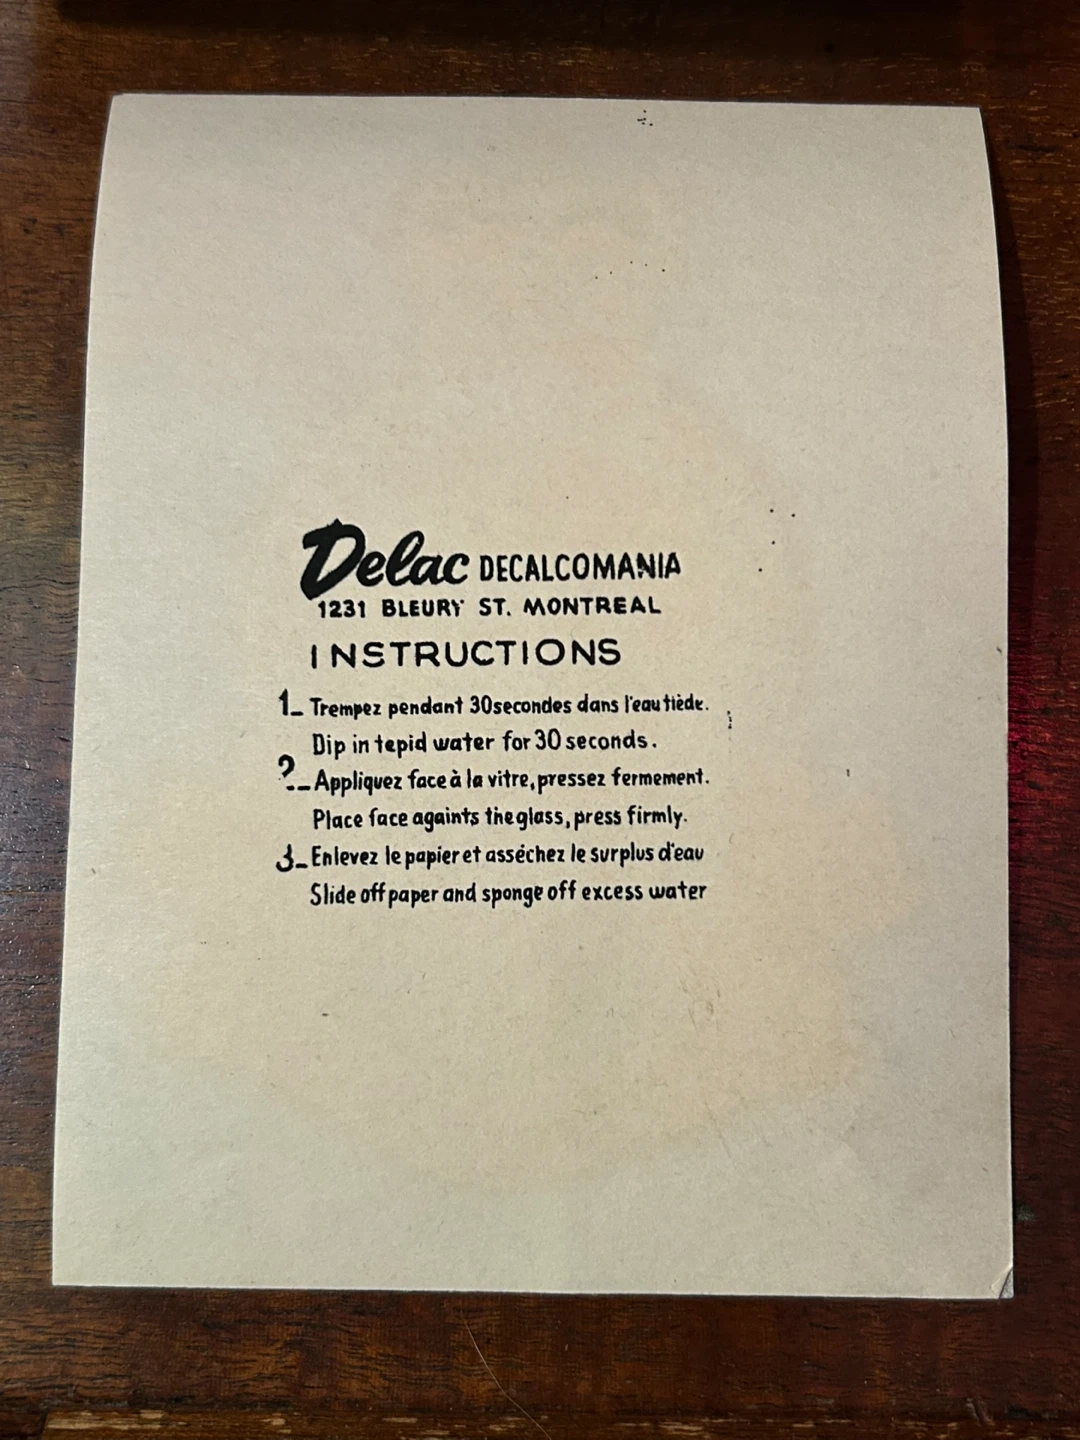 Delac DECALCOMANIA
1231 BLEURY ST. MONTREAL
INSTRUCTIONS
1_ Trempez pendant 30 secondes dans l'eau tiède.
Dip in tepid water for 30 seconds.
2_ Appliquez face à la vitre, pressez fermement.
Place face againts the glass, press firmly.
3_ Enlevez le papier et asséchez le surplus d'eau
Slide off paper and sponge off excess water